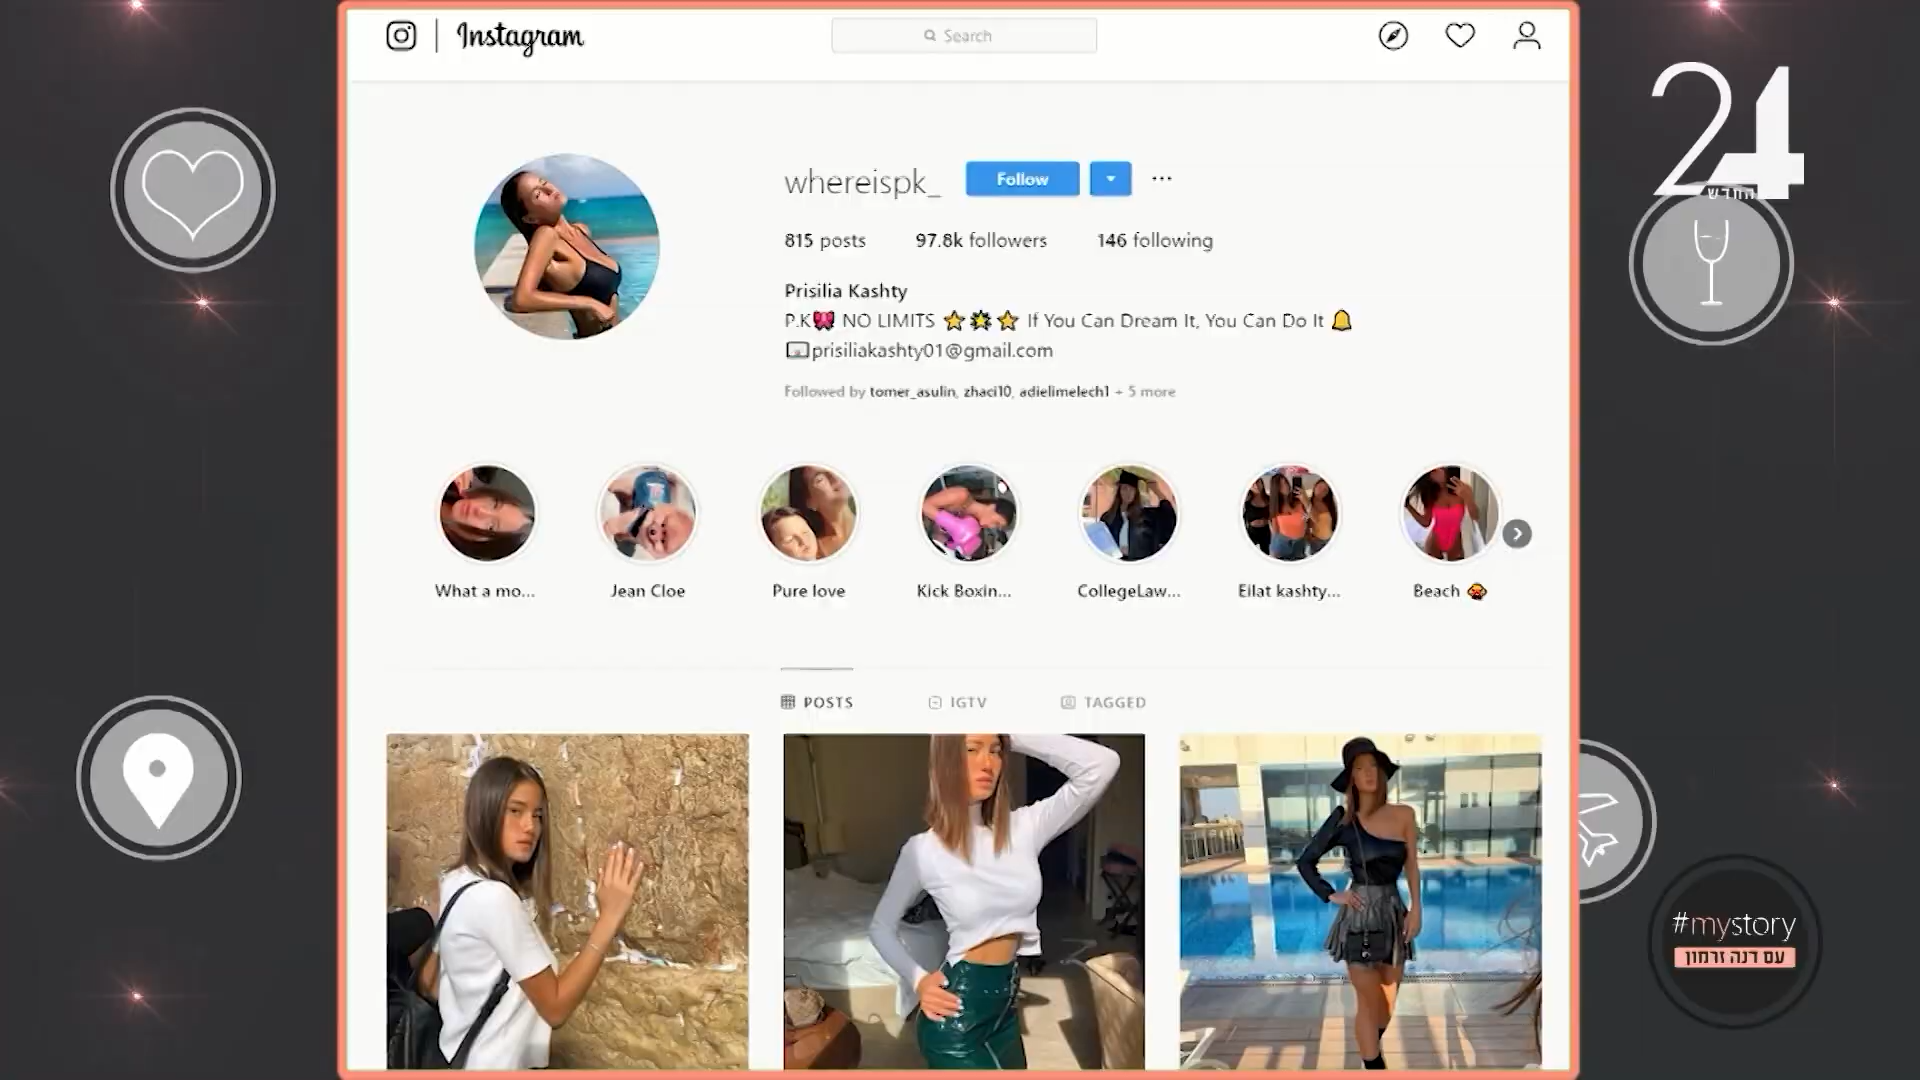 Instagram
Search
24
החדש
whereispk_
Follow
815 posts
97.8k followers
146 following
Prisilia Kashty
P.K🎀 NO LIMITS ⭐🌟⭐ If You Can Dream It, You Can Do It 🔔
prisiliakashty01@gmail.com
Followed by tomer_asulin, zhaci10, adielimelech1 + 5 more
What a mo...
Jean Cloe
Pure love
Kick Boxin...
CollegeLaw...
Eilat kashty...
Beach
POSTS
IGTV
TAGGED
#mystory
עם דנה זרמון